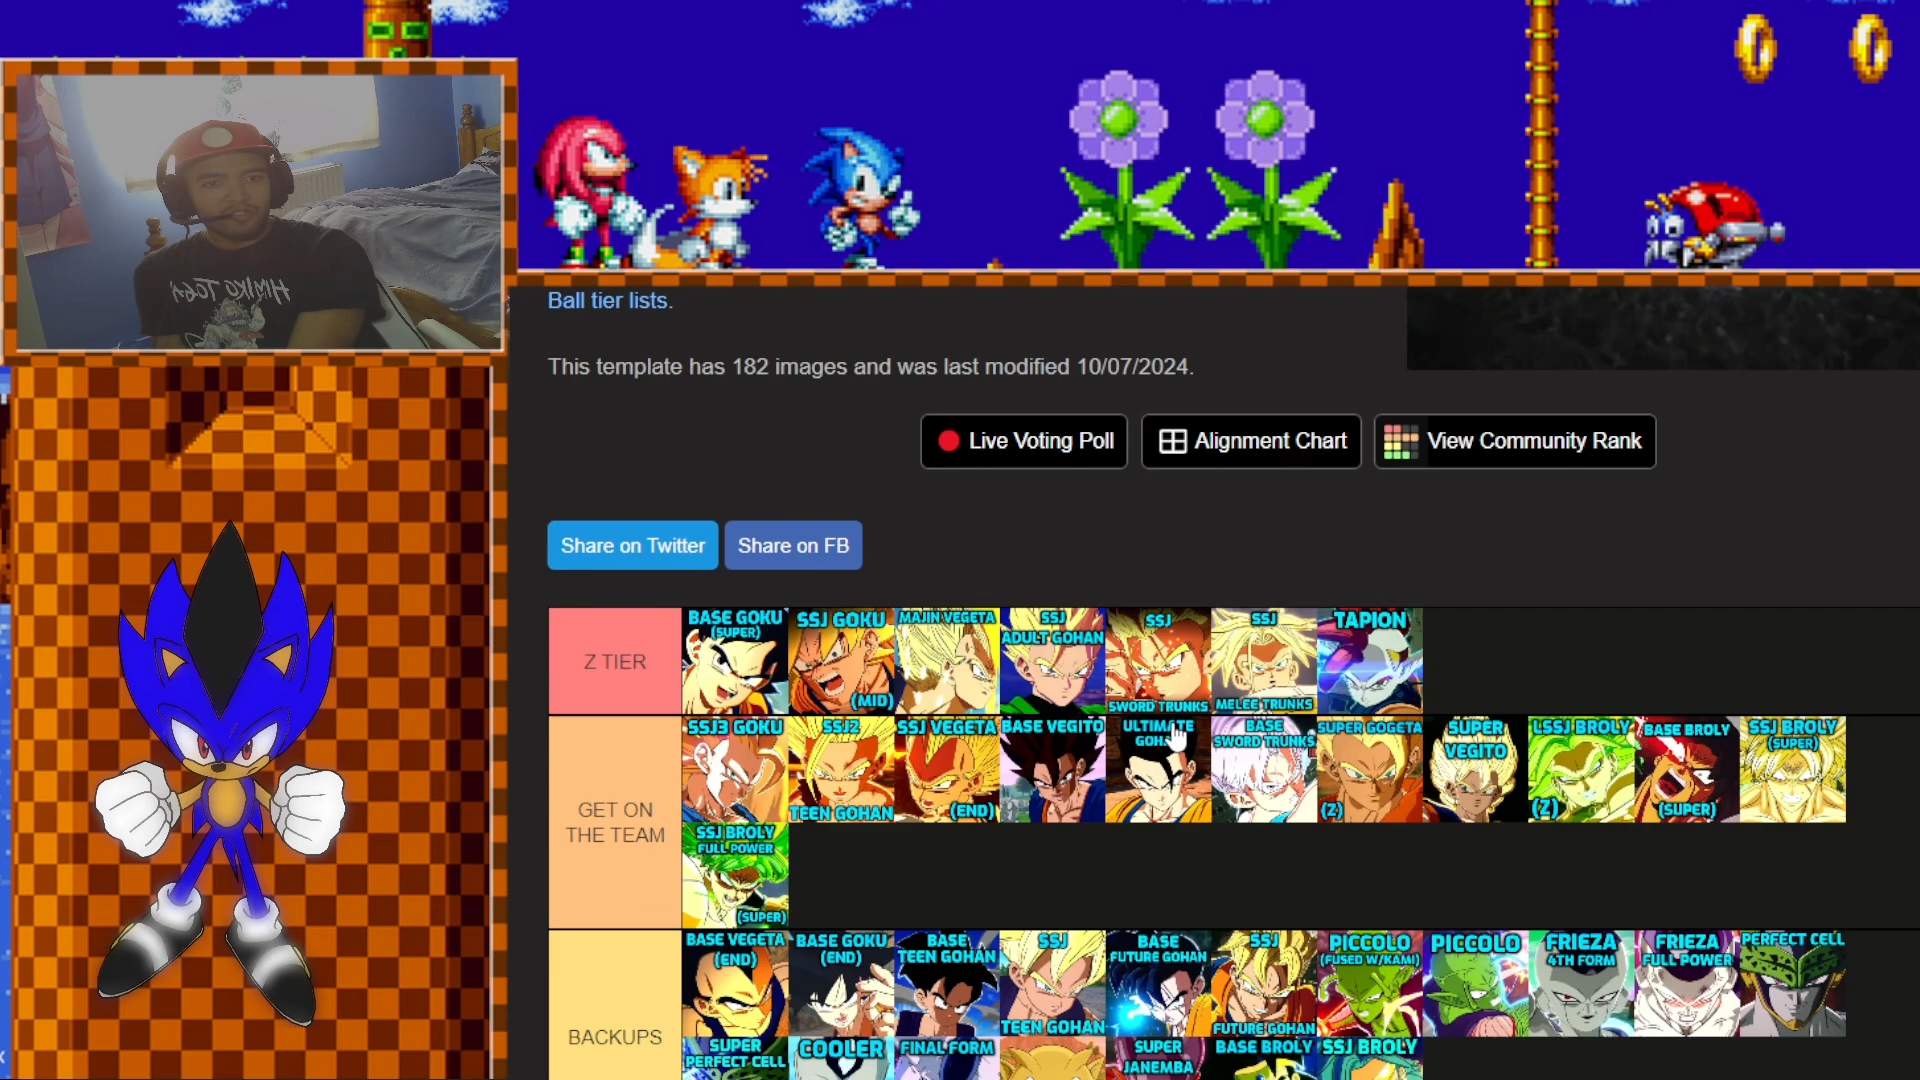 HIMIKO TOGA
Ball tier lists.
This template has 182 images and was last modified 10/07/2024.
Live Voting Poll
Alignment Chart
View Community Rank
Share on Twitter
Share on FB
Z TIER
BASE GOKU
(SUPER)
SSJ GOKU
(MID)
MAJIN VEGETA
SSJ
ADULT GOHAN
SSJ
SWORD TRUNKS
SSJ
MELEE TRUNKS
TAPION
GET ON
THE TEAM
SSJ3 GOKU
SSJ2
TEEN GOHAN
SSJ VEGETA
(END)
BASE VEGITO
ULTIMATE
BASE
SWORD TRUNKS
SUPER GOGETA
(Z)
SUPER
VEGITO
LSSJ BROLY
(Z)
BASE BROLY
(SUPER)
SSJ BROLY
(SUPER)
SSJ BROLY
FULL POWER
(SUPER)
BACKUPS
BASE VEGETA
(END)
BASE GOKU
(END)
BASE
TEEN GOHAN
SSJ
TEEN GOHAN
BASE
FUTURE GOHAN
SSJ
FUTURE GOHAN
PICCOLO
(FUSED W/KAMI)
PICCOLO
FRIEZA
4TH FORM
FRIEZA
FULL POWER
PERFECT CELL
SUPER
PERFECT CELL
COOLER
FINAL FORM
SUPER
JANEMBA
BASE BROLY
SSJ BROLY